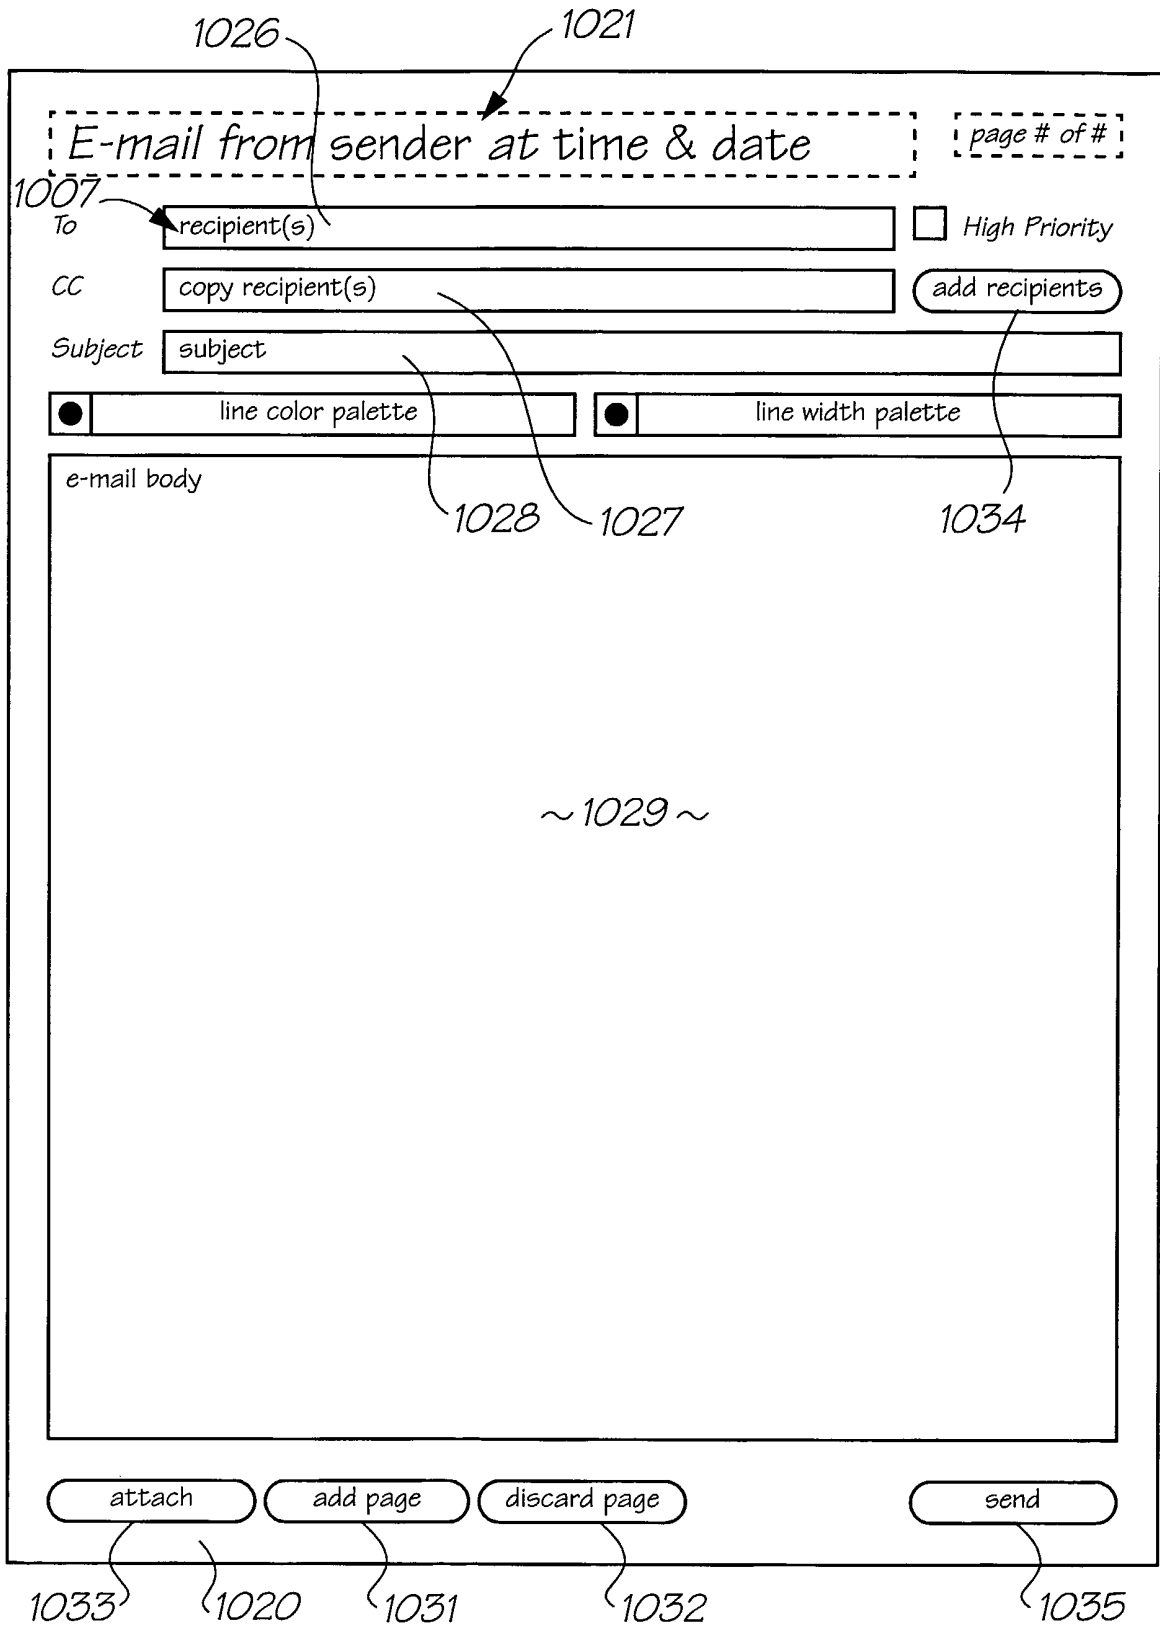 1026 1021
E-mail from sender at time & date page # of #
1007
To recipient(s) High Priority
CC copy recipient(s) add recipients
Subject subject
line color palette line width palette
e-mail body
1028 1027 1034
~1029~
attach add page discard page send
1033 1020 1031 1032 1035